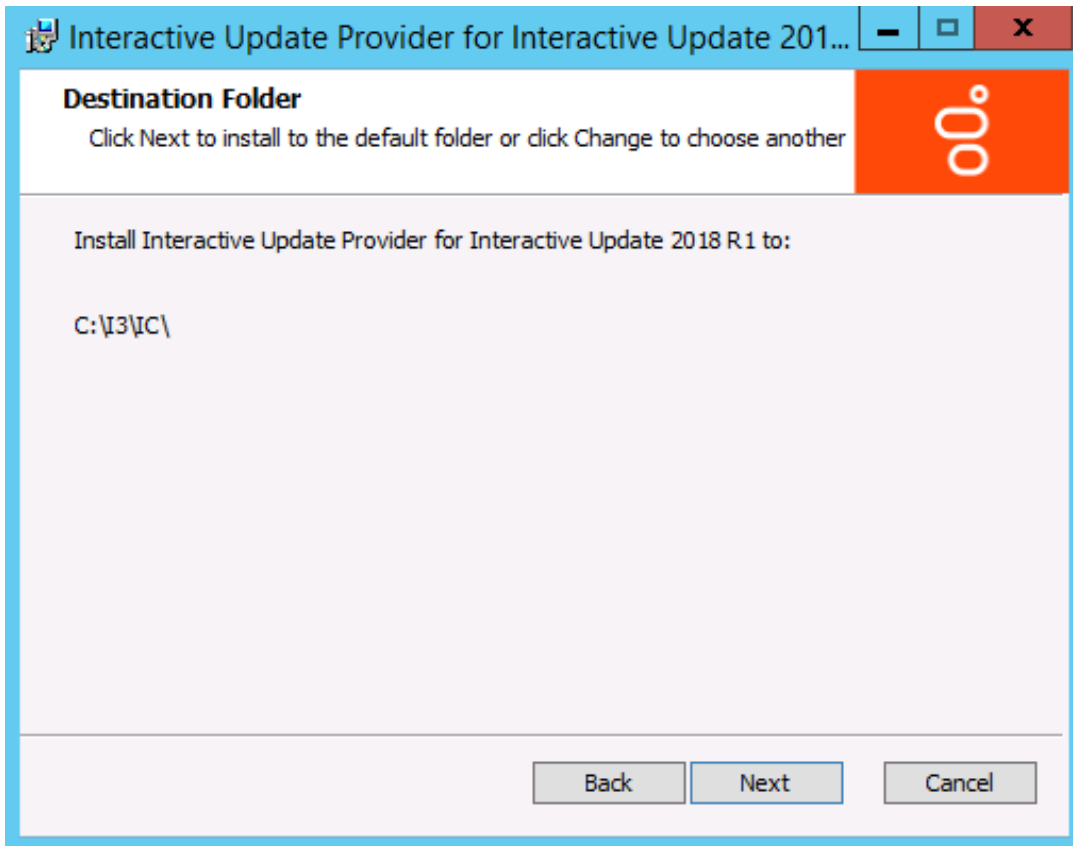 Interactive Update Provider for Interactive Update 201...
Destination Folder
Click Next to install to the default folder or click Change to choose another
Install Interactive Update Provider for Interactive Update 2018 R1 to:
C:\I3\IC\
Back Next Cancel